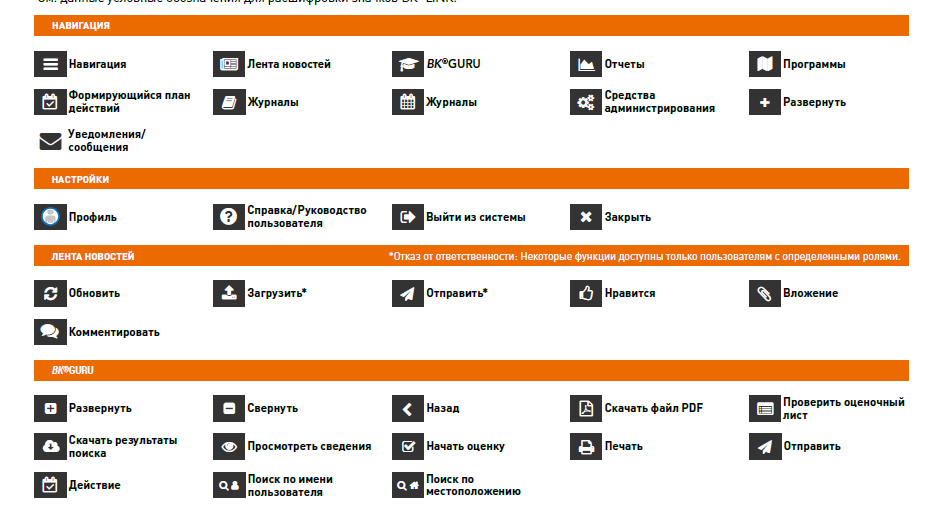 См. данные условные обозначения для расшифровки значков BK® LINK.
НАВИГАЦИЯ
Навигация
Лента новостей
BK®GURU
Отчеты
Программы
Формирующийся план
действий
Журналы
Журналы
Средства
администрирования
Развернуть
Уведомления/
сообщения
НАСТРОЙКИ
Профиль
Справка/Руководство
пользователя
Выйти из системы
Закрыть
ЛЕНТА НОВОСТЕЙ
*Отказ от ответственности: Некоторые функции доступны только пользователям с определенными ролями.
Обновить
Загрузить*
Отправить*
Нравится
Вложение
Комментировать
BK®GURU
Развернуть
Свернуть
Назад
Скачать файл PDF
Проверить оценочный
лист
Скачать результаты
поиска
Просмотреть сведения
Начать оценку
Печать
Отправить
Действие
Поиск по имени
пользователя
Поиск по
местоположению